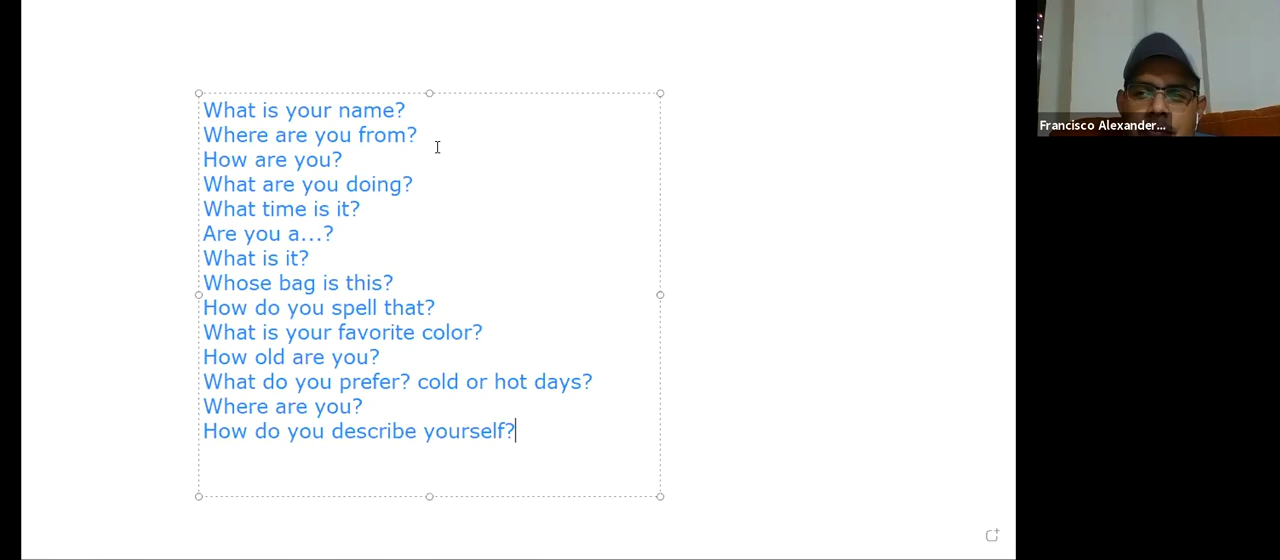 What is your name?
Where are you from?
How are you?
What are you doing?
What time is it?
Are you a...?
What is it?
Whose bag is this?
How do you spell that?
What is your favorite color?
How old are you?
What do you prefer? cold or hot days?
Where are you?
How do you describe yourself?
Francisco Alexander...